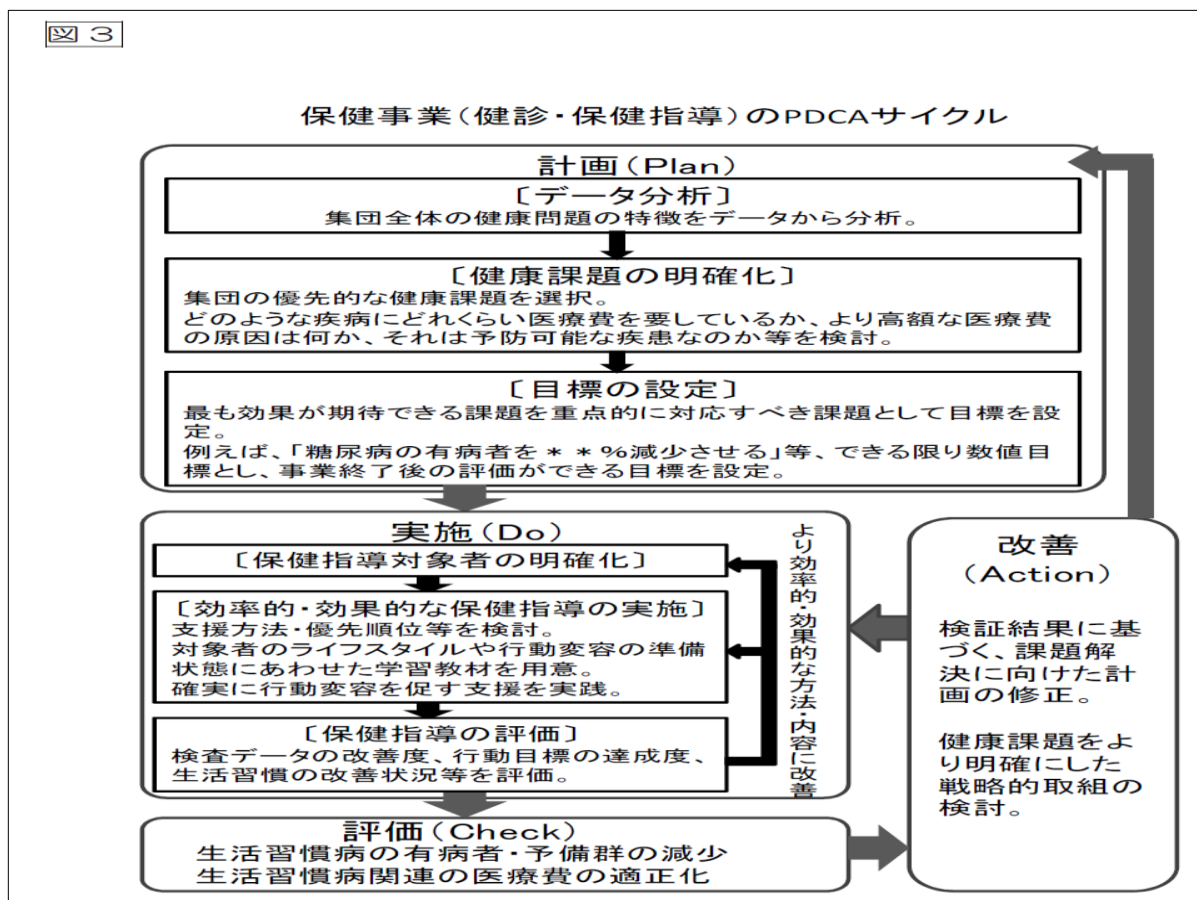 図3
保健事業(健診・保健指導)のPDCAサイクル
計画(Plan)
〔データ分析〕
集団全体の健康問題の特徴をデータから分析。
〔健康課題の明確化〕
集団の優先的な健康課題を選択。
どのような疾病にどれくらい医療費を要しているか、より高額な医療費
の原因は何か、それは予防可能な疾患なのか等を検討。
〔目標の設定〕
最も効果が期待できる課題を重点的に対応すべき課題として目標を設
定。
例えば、「糖尿病の有病者を**%減少させる」等、できる限り数値目
標とし、事業終了後の評価ができる目標を設定。
実施(Do)
〔保健指導対象者の明確化〕
〔効率的・効果的な保健指導の実施〕
支援方法・優先順位等を検討。
対象者のライフスタイルや行動変容の準備
状態にあわせた学習教材を用意。
確実に行動変容を促す支援を実践。
〔保健指導の評価〕
検査データの改善度、行動目標の達成度、
生活習慣の改善状況等を評価。
より効率的・効果的な方法・内容に改善
評価(Check)
生活習慣病の有病者・予備群の減少
生活習慣病関連の医療費の適正化
改善
(Action)
検証結果に基
づく、課題解
決に向けた計
画の修正。
健康課題をよ
り明確にした
戦略的取組の
検討。